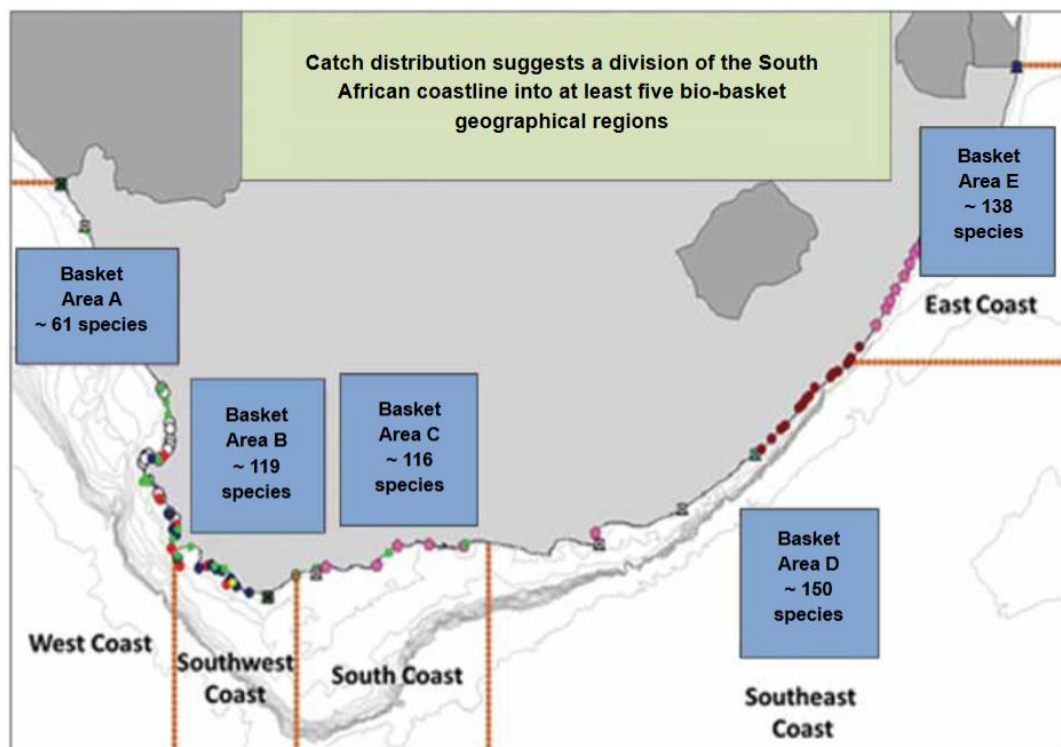 Catch distribution suggests a division of the South
African coastline into at least five bio-basket
geographical regions
Basket
Area E
~ 138
species
Basket
Area A
~ 61 species
East Coast
Basket
Area B
~ 119
species
Basket
Area C
~ 116
species
Basket
Area D
~ 150
species
West Coast
Southwest
Coast
South Coast
Southeast
Coast